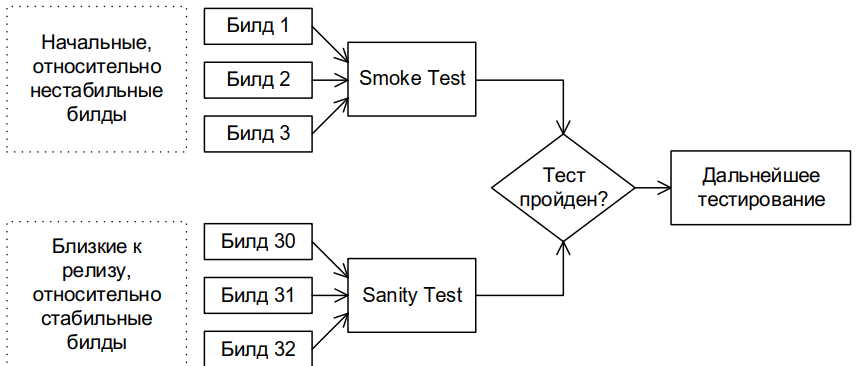 Начальные,
относительно
нестабильные
билды
Билд 1
Билд 2
Билд 3
Smoke Test
Тест
пройден?
Дальнейшее
тестирование
Близкие к
релизу,
относительно
стабильные
билды
Билд 30
Билд 31
Билд 32
Sanity Test